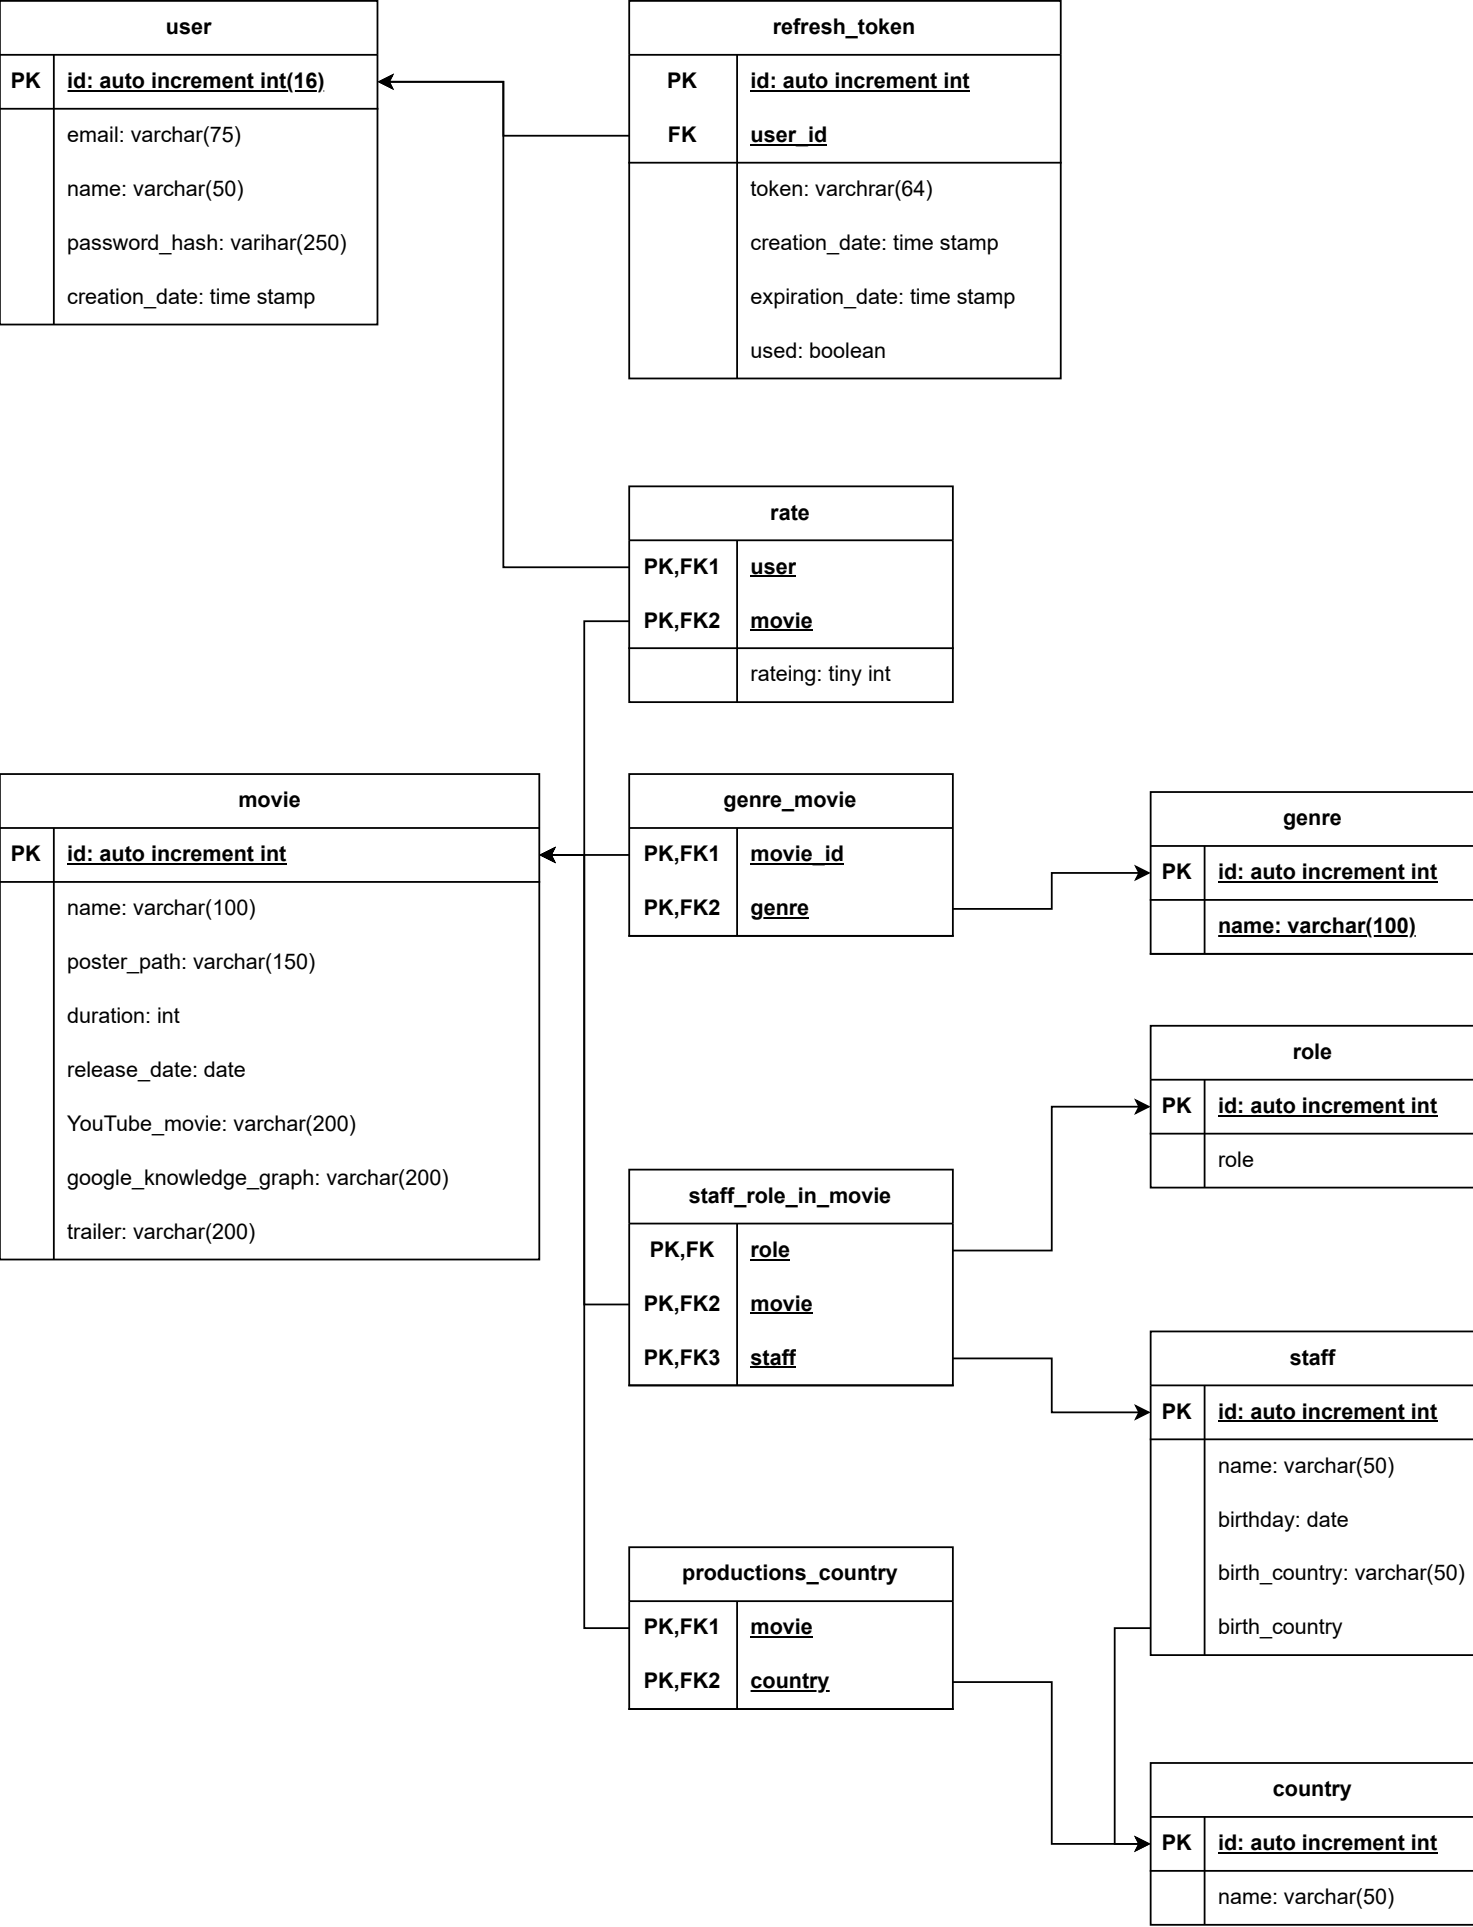 user
PK id: auto increment int(16)
email: varchar(75)
name: varchar(50)
password_hash: varihar(250)
creation_date: time stamp
refresh_token
PK id: auto increment int
FK user_id
token: varchrar(64)
creation_date: time stamp
expiration_date: time stamp
used: boolean
rate
PK,FK1 user
PK,FK2 movie
rateing: tiny int
movie
PK id: auto increment int
name: varchar(100)
poster_path: varchar(150)
duration: int
release_date: date
YouTube_movie: varchar(200)
google_knowledge_graph: varchar(200)
trailer: varchar(200)
genre_movie
PK,FK1 movie_id
PK,FK2 genre
genre
PK id: auto increment int
name: varchar(100)
role
PK id: auto increment int
role
staff_role_in_movie
PK,FK role
PK,FK2 movie
PK,FK3 staff
staff
PK id: auto increment int
name: varchar(50)
birthday: date
birth_country: varchar(50)
birth_country
productions_country
PK,FK1 movie
PK,FK2 country
country
PK id: auto increment int
name: varchar(50)